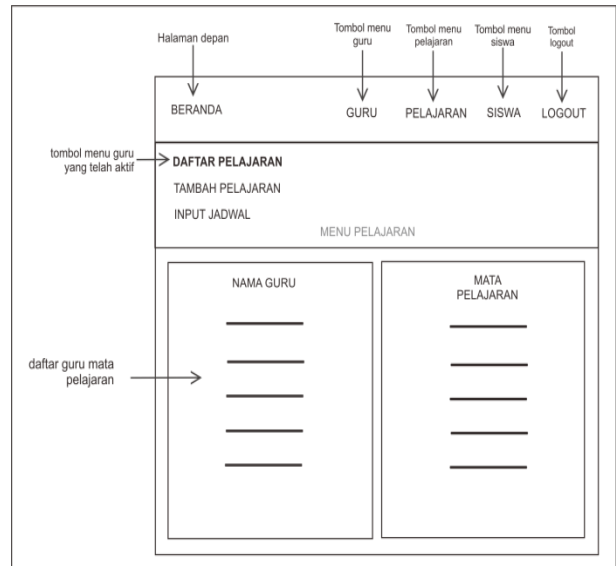 Halaman depan
Tombol menu
guru
Tombol menu
pelajaran
Tombol menu
siswa
Tombol
logout
BERANDA
GURU
PELAJARAN
SISWA
LOGOUT
tombol menu guru
yang telah aktif
DAFTAR PELAJARAN
TAMBAH PELAJARAN
INPUT JADWAL
MENU PELAJARAN
NAMA GURU
MATA
PELAJARAN
daftar guru mata
pelajaran